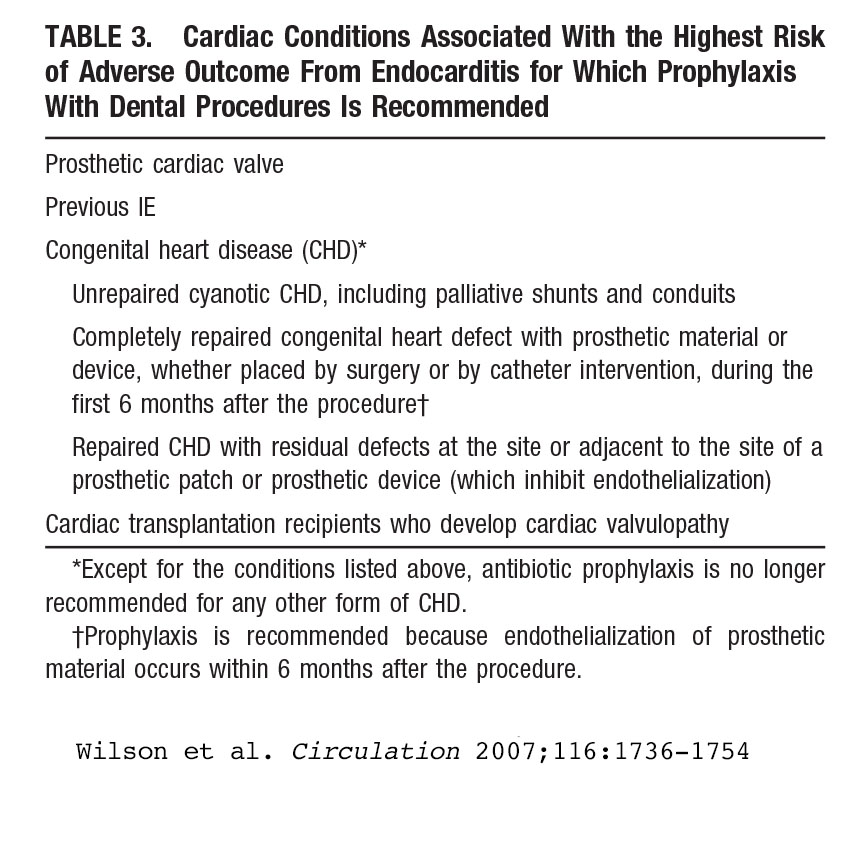 TABLE 3. Cardiac Conditions Associated With the Highest Risk
of Adverse Outcome From Endocarditis for Which Prophylaxis
With Dental Procedures Is Recommended
Prosthetic cardiac valve
Previous IE
Congenital heart disease (CHD)*
Unrepaired cyanotic CHD, including palliative shunts and conduits
Completely repaired congenital heart defect with prosthetic material or
device, whether placed by surgery or by catheter intervention, during the
first 6 months after the procedure†
Repaired CHD with residual defects at the site or adjacent to the site of a
prosthetic patch or prosthetic device (which inhibit endothelialization)
Cardiac transplantation recipients who develop cardiac valvulopathy
*Except for the conditions listed above, antibiotic prophylaxis is no longer
recommended for any other form of CHD.
†Prophylaxis is recommended because endothelialization of prosthetic
material occurs within 6 months after the procedure.
Wilson et al. Circulation 2007;116:1736-1754